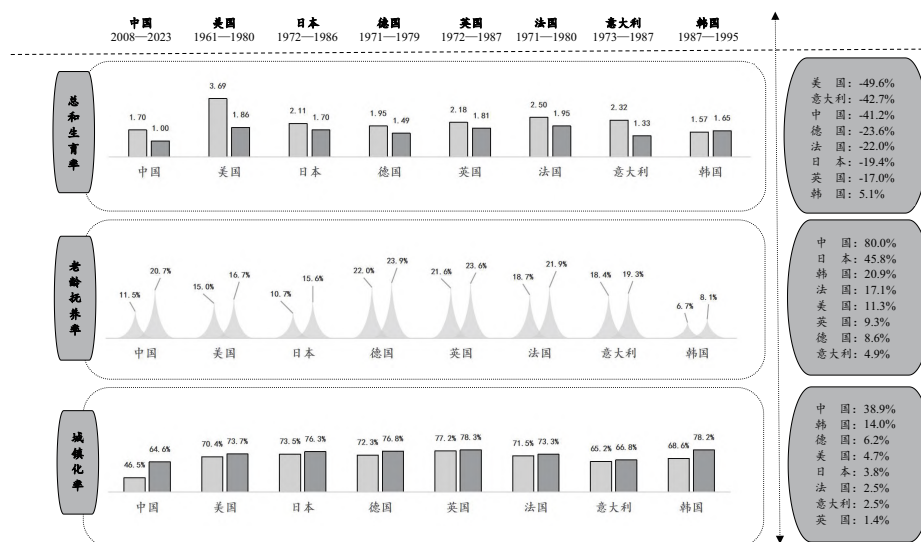 中国 美国 日本 德国 英国 法国 意大利 韩国
2008—2023 1961—1980 1972—1986 1971—1979 1972—1987 1971—1980 1973—1987 1987—1995
总和生育率
1.70 1.00 3.69 1.86 2.11 1.70 1.95 1.49 2.18 1.81 2.50 1.95 2.32 1.33 1.57 1.65
中国 美国 日本 德国 英国 法国 意大利 韩国
美 国: -49.6%
意大利: -42.7%
中 国: -41.2%
德 国: -23.6%
法 国: -22.0%
日 本: -19.4%
英 国: -17.0%
韩 国: 5.1%
老龄抚养率
11.5% 20.7% 15.0% 16.7% 10.7% 15.6% 22.0% 23.9% 21.6% 23.6% 18.7% 21.9% 18.4% 19.3% 6.7% 8.1%
中国 美国 日本 德国 英国 法国 意大利 韩国
中 国: 80.0%
日 本: 45.8%
韩 国: 20.9%
法 国: 17.1%
美 国: 11.3%
英 国: 9.3%
德 国: 8.6%
意大利: 4.9%
城镇化率
46.5% 64.6% 70.4% 73.7% 73.5% 76.3% 72.3% 76.8% 77.2% 78.3% 71.5% 73.3% 65.2% 66.8% 68.6% 78.2%
中国 美国 日本 德国 英国 法国 意大利 韩国
中 国: 38.9%
韩 国: 14.0%
德 国: 6.2%
美 国: 4.7%
日 本: 3.8%
法 国: 2.5%
意大利: 2.5%
英 国: 1.4%